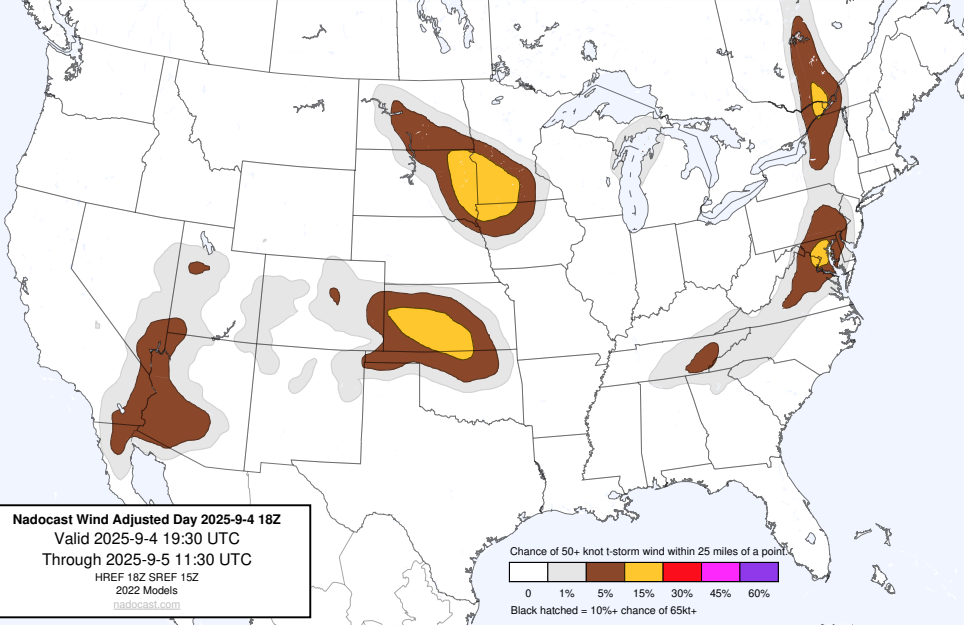 Nadocast Wind Adjusted Day 2025-9-4 18Z
Valid 2025-9-4 19:30 UTC
Through 2025-9-5 11:30 UTC
HREF 18Z SREF 15Z
2022 Models
nadocast.com
Chance of 50+ knot t-storm wind within 25 miles of a point.
0 1% 5% 15% 30% 45% 60%
Black hatched = 10%+ chance of 65kt+